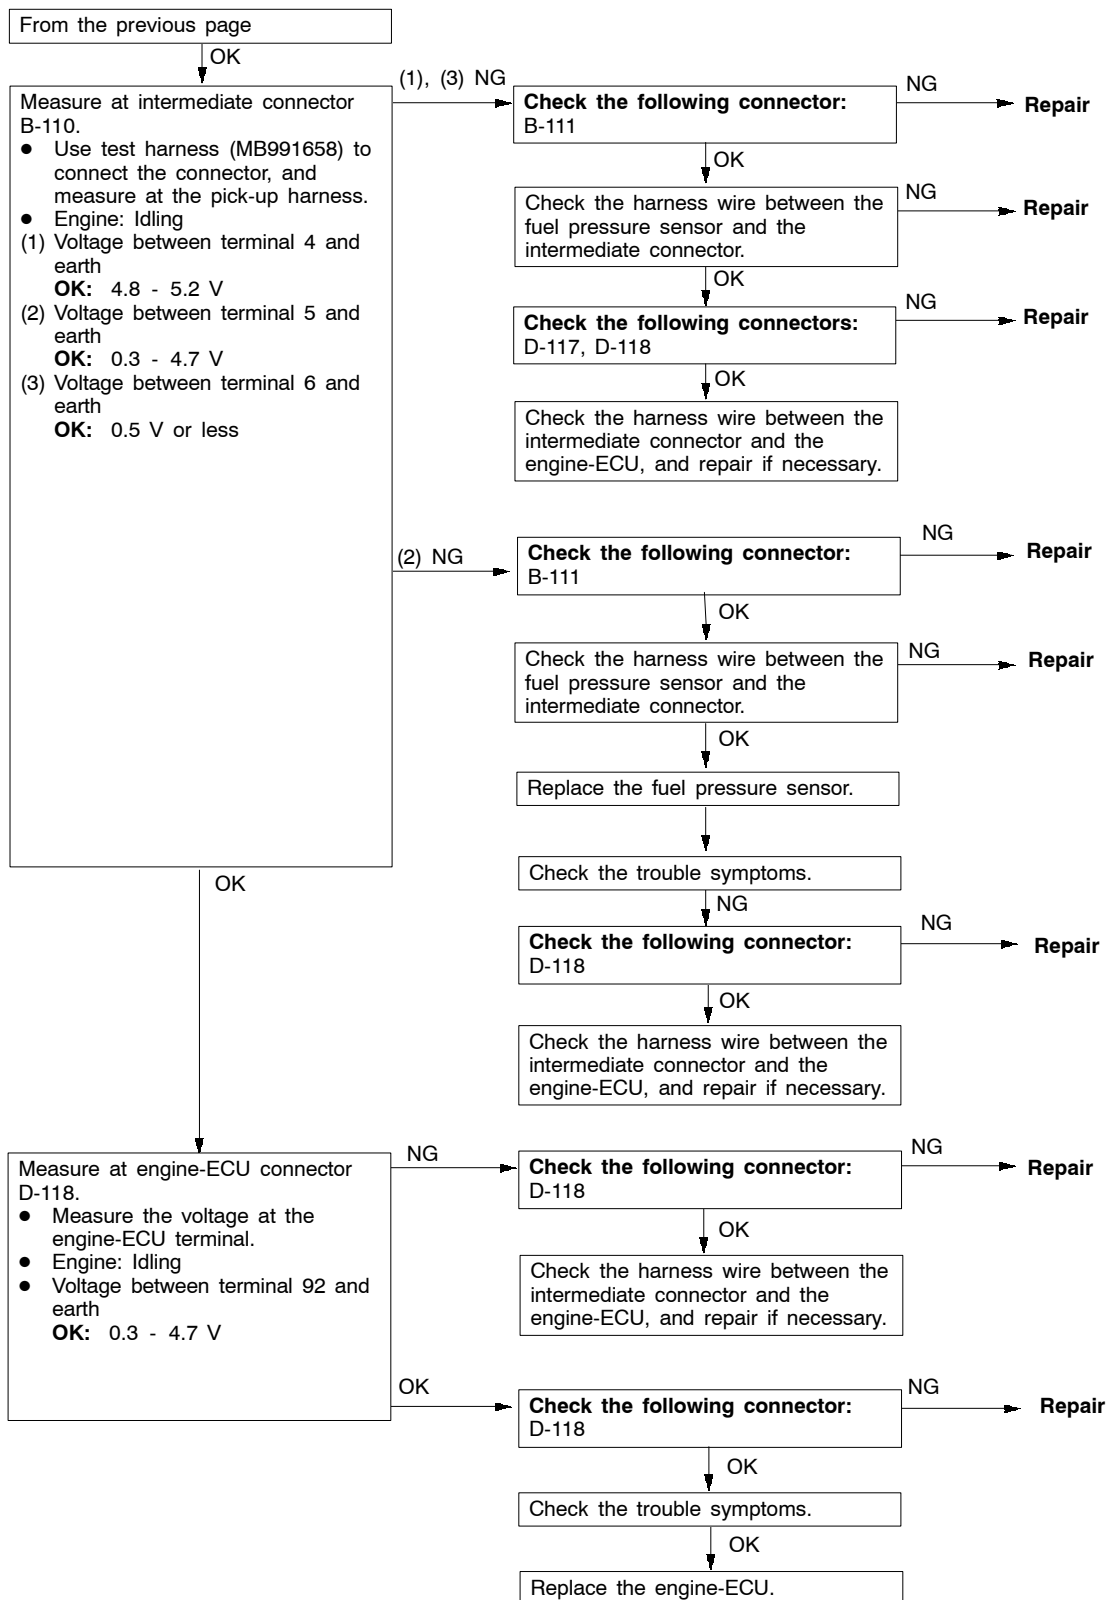 From the previous page
OK
Measure at intermediate connector
B-110.
● Use test harness (MB991658) to
connect the connector, and
measure at the pick-up harness.
● Engine: Idling
(1) Voltage between terminal 4 and
earth
OK: 4.8 - 5.2 V
(2) Voltage between terminal 5 and
earth
OK: 0.3 - 4.7 V
(3) Voltage between terminal 6 and
earth
OK: 0.5 V or less
(1), (3) NG
Check the following connector:
B-111
NG
Repair
OK
Check the harness wire between the
fuel pressure sensor and the
intermediate connector.
NG
Repair
OK
Check the following connectors:
D-117, D-118
NG
Repair
OK
Check the harness wire between the
intermediate connector and the
engine-ECU, and repair if necessary.
(2) NG
Check the following connector:
B-111
NG
Repair
OK
Check the harness wire between the
fuel pressure sensor and the
intermediate connector.
NG
Repair
OK
Replace the fuel pressure sensor.
Check the trouble symptoms.
NG
Check the following connector:
D-118
NG
Repair
OK
Check the harness wire between the
intermediate connector and the
engine-ECU, and repair if necessary.
OK
Measure at engine-ECU connector
D-118.
● Measure the voltage at the
engine-ECU terminal.
● Engine: Idling
● Voltage between terminal 92 and
earth
OK: 0.3 - 4.7 V
NG
Check the following connector:
D-118
NG
Repair
OK
Check the harness wire between the
intermediate connector and the
engine-ECU, and repair if necessary.
OK
Check the following connector:
D-118
NG
Repair
OK
Check the trouble symptoms.
OK
Replace the engine-ECU.